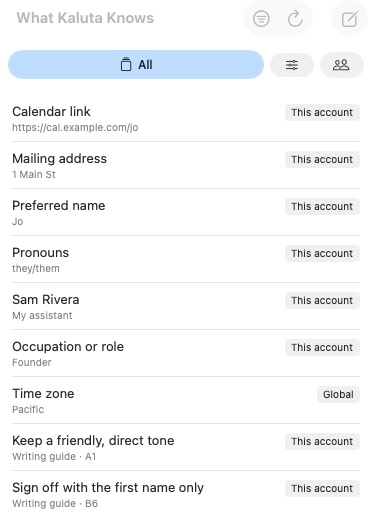 What Kaluta Knows
All
Calendar link
This account
https://cal.example.com/jo
Mailing address
This account
1 Main St
Preferred name
This account
Jo
Pronouns
This account
they/them
Sam Rivera
This account
My assistant
Occupation or role
This account
Founder
Time zone
Global
Pacific
Keep a friendly, direct tone
This account
Writing guide · A1
Sign off with the first name only
This account
Writing guide · B6